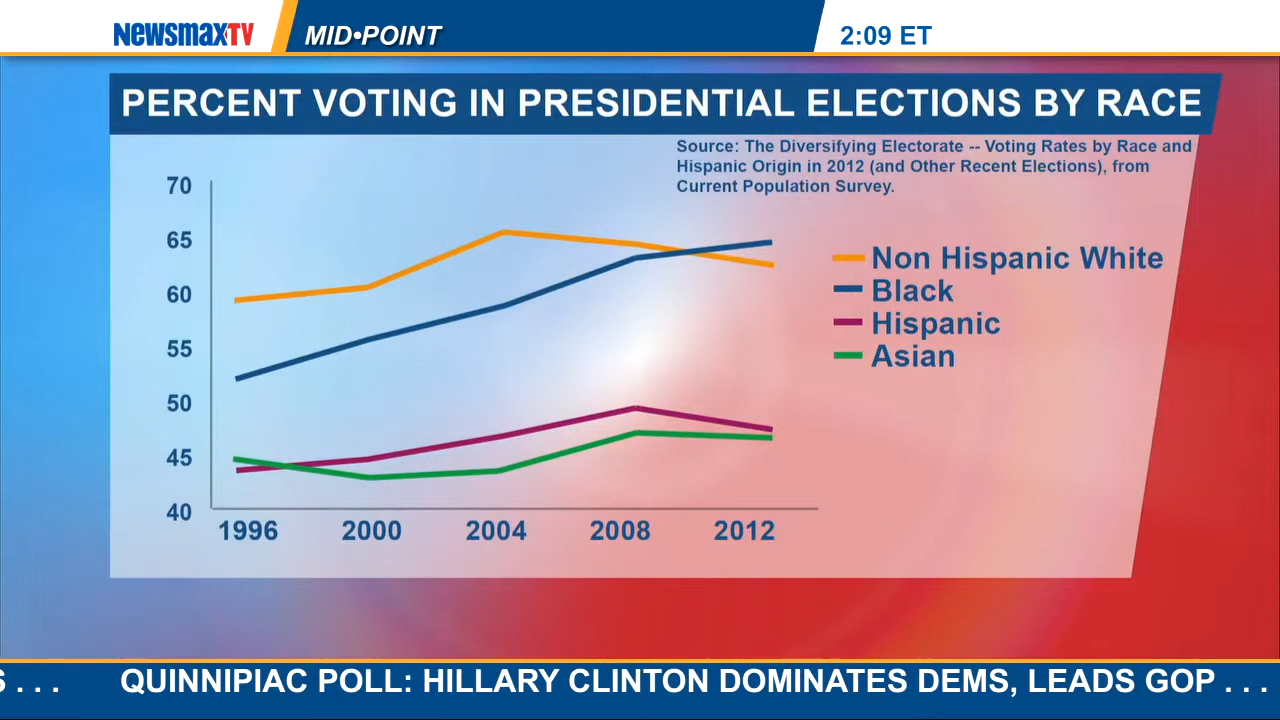 NEWSMAXTV
MID•POINT
2:09 ET
PERCENT VOTING IN PRESIDENTIAL ELECTIONS BY RACE
Source: The Diversifying Electorate -- Voting Rates by Race and
Hispanic Origin in 2012 (and Other Recent Elections), from
Current Population Survey.
70
65
60
55
50
45
40
1996 2000 2004 2008 2012
Non Hispanic White
Black
Hispanic
Asian
S . . . QUINNIPIAC POLL: HILLARY CLINTON DOMINATES DEMS, LEADS GOP . . .